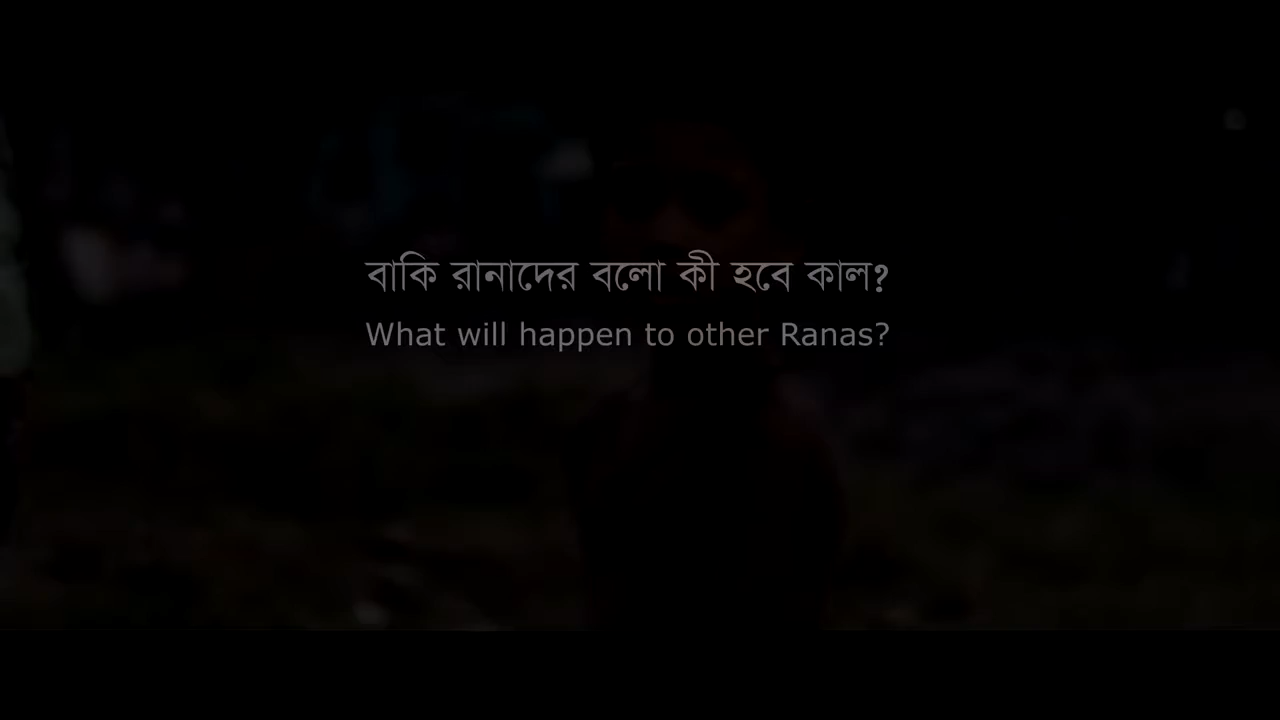 বাকি রানাদের বলো কী হবে কাল?
What will happen to other Ranas?